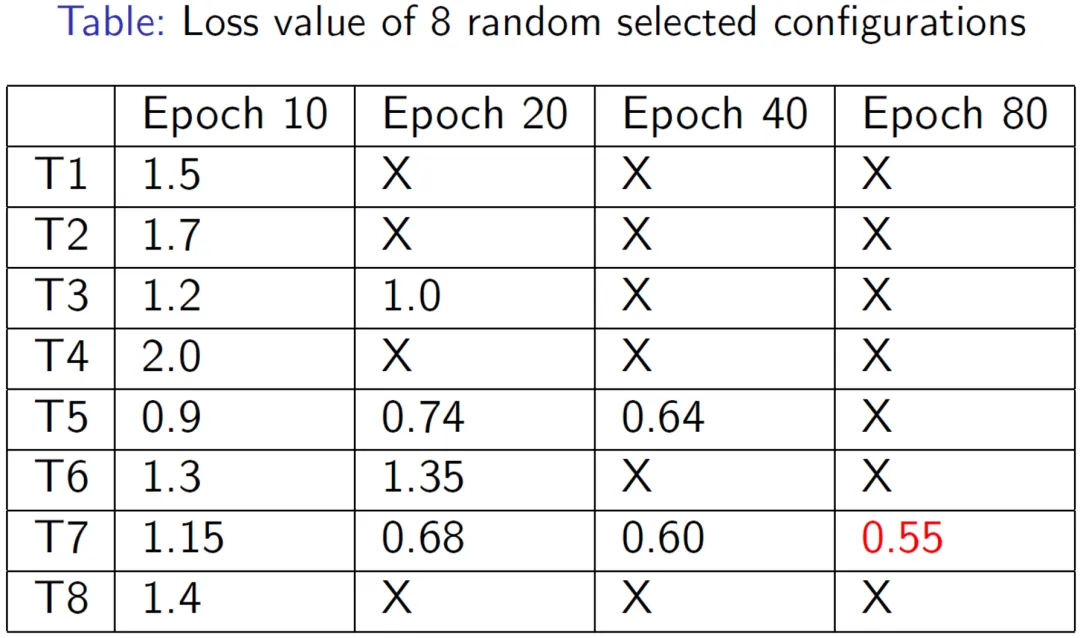 Table: Loss value of 8 random selected configurations
Epoch 10 Epoch 20 Epoch 40 Epoch 80
T1 1.5 X X X
T2 1.7 X X X
T3 1.2 1.0 X X
T4 2.0 X X X
T5 0.9 0.74 0.64 X
T6 1.3 1.35 X X
T7 1.15 0.68 0.60 0.55
T8 1.4 X X X